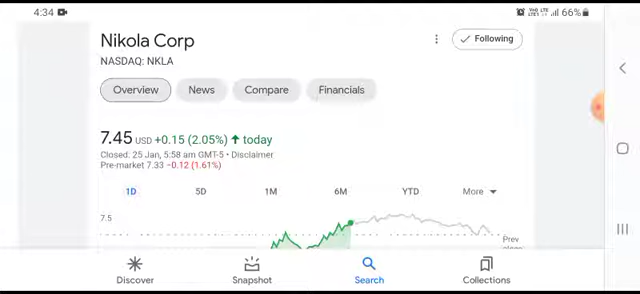 4:34 66%
Nikola Corp
Following
NASDAQ: NKLA
Overview News Compare Financials
7.45 USD +0.15 (2.05%) today
Closed: 25 Jan, 5:58 am GMT-5 • Disclaimer
Pre-market 7.33 −0.12 (1.61%)
1D 5D 1M 6M YTD More
7.5
Prev
Discover Snapshot Search Collections